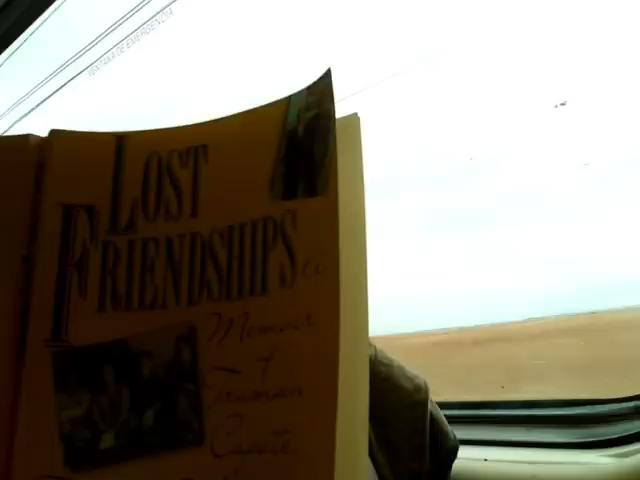 VENTANA DE EMERGENCIA
LOST
FRIENDSHIPS
a
Memoir
of
Truman
Capote,